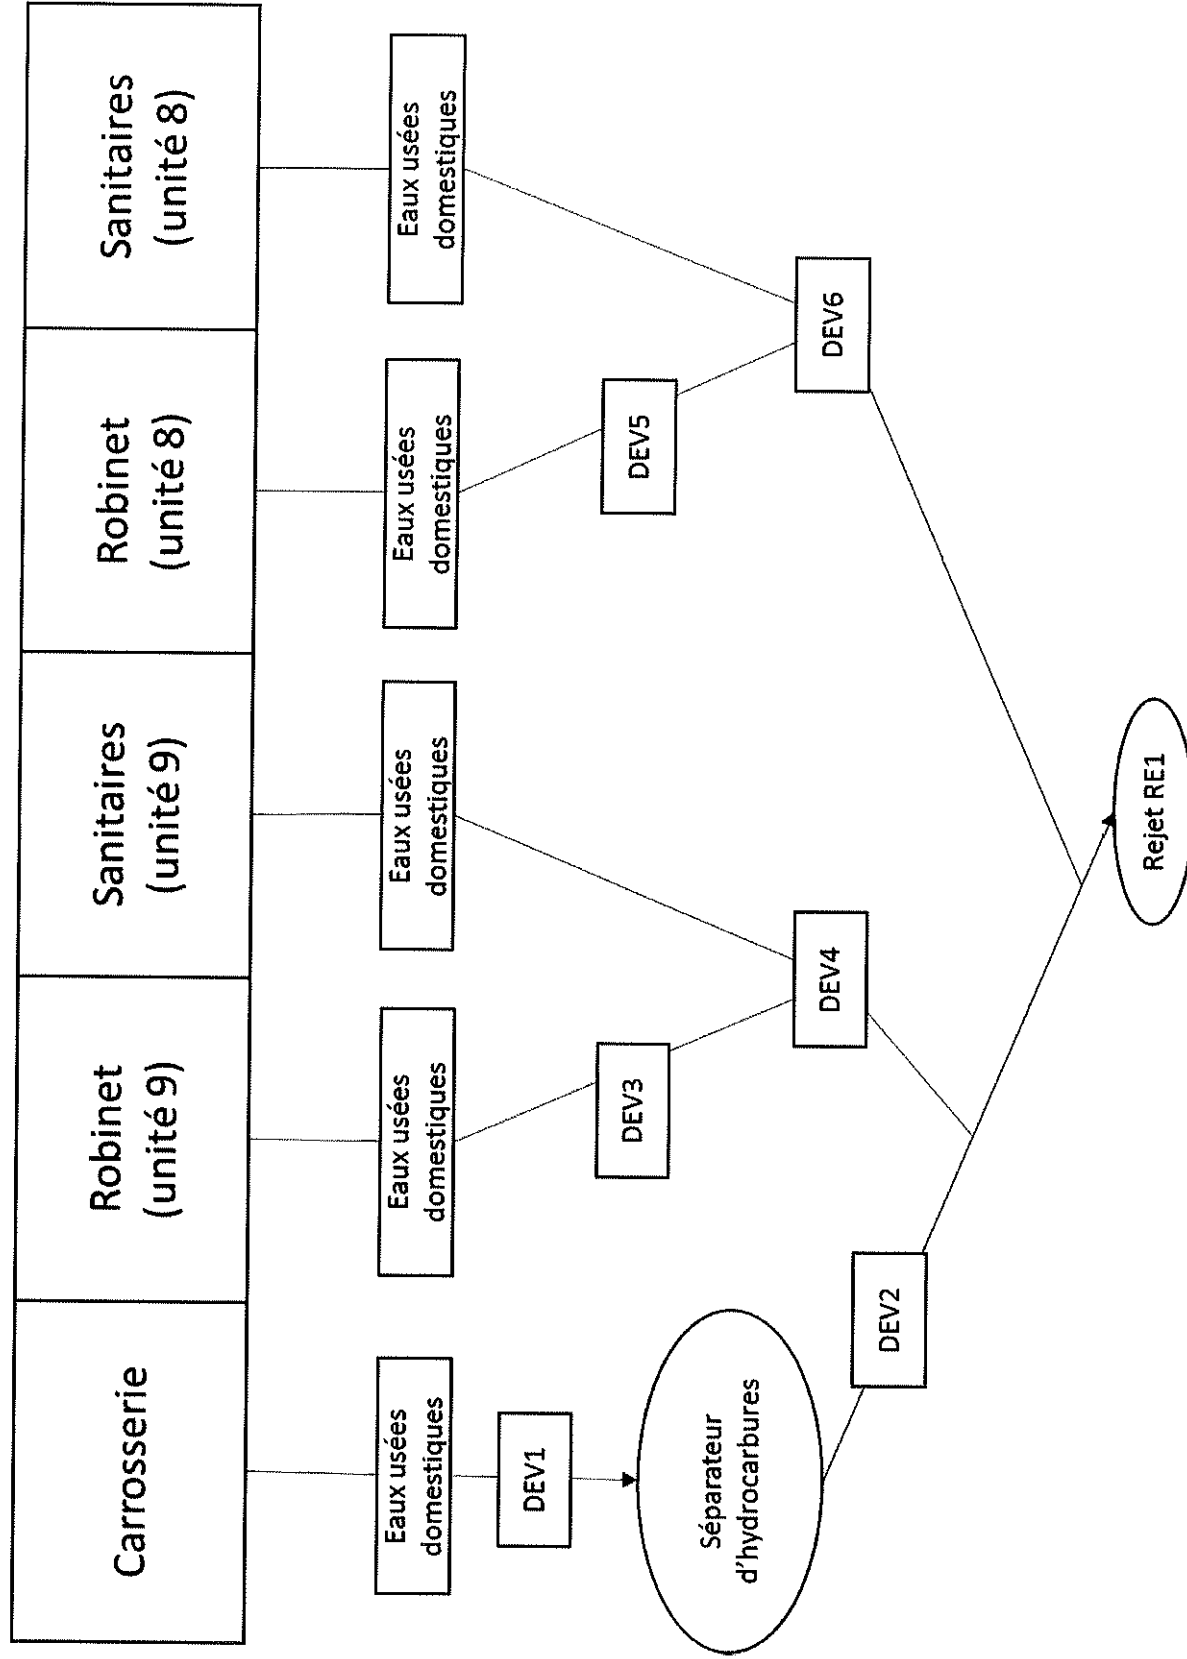 Carrosserie
Robinet
(unité 9)
Sanitaires
(unité 9)
Robinet
(unité 8)
Sanitaires
(unité 8)
Eaux usées
domestiques
Eaux usées
domestiques
Eaux usées
domestiques
Eaux usées
domestiques
Eaux usées
domestiques
DEV1
DEV3
DEV5
Séparateur
d'hydrocarbures
DEV4
DEV6
DEV2
Rejet RE1